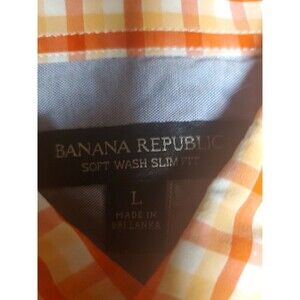 BANANA REPUBLIC
SOFT WASH SLIM FIT
L
MADE IN
SRI LANKA